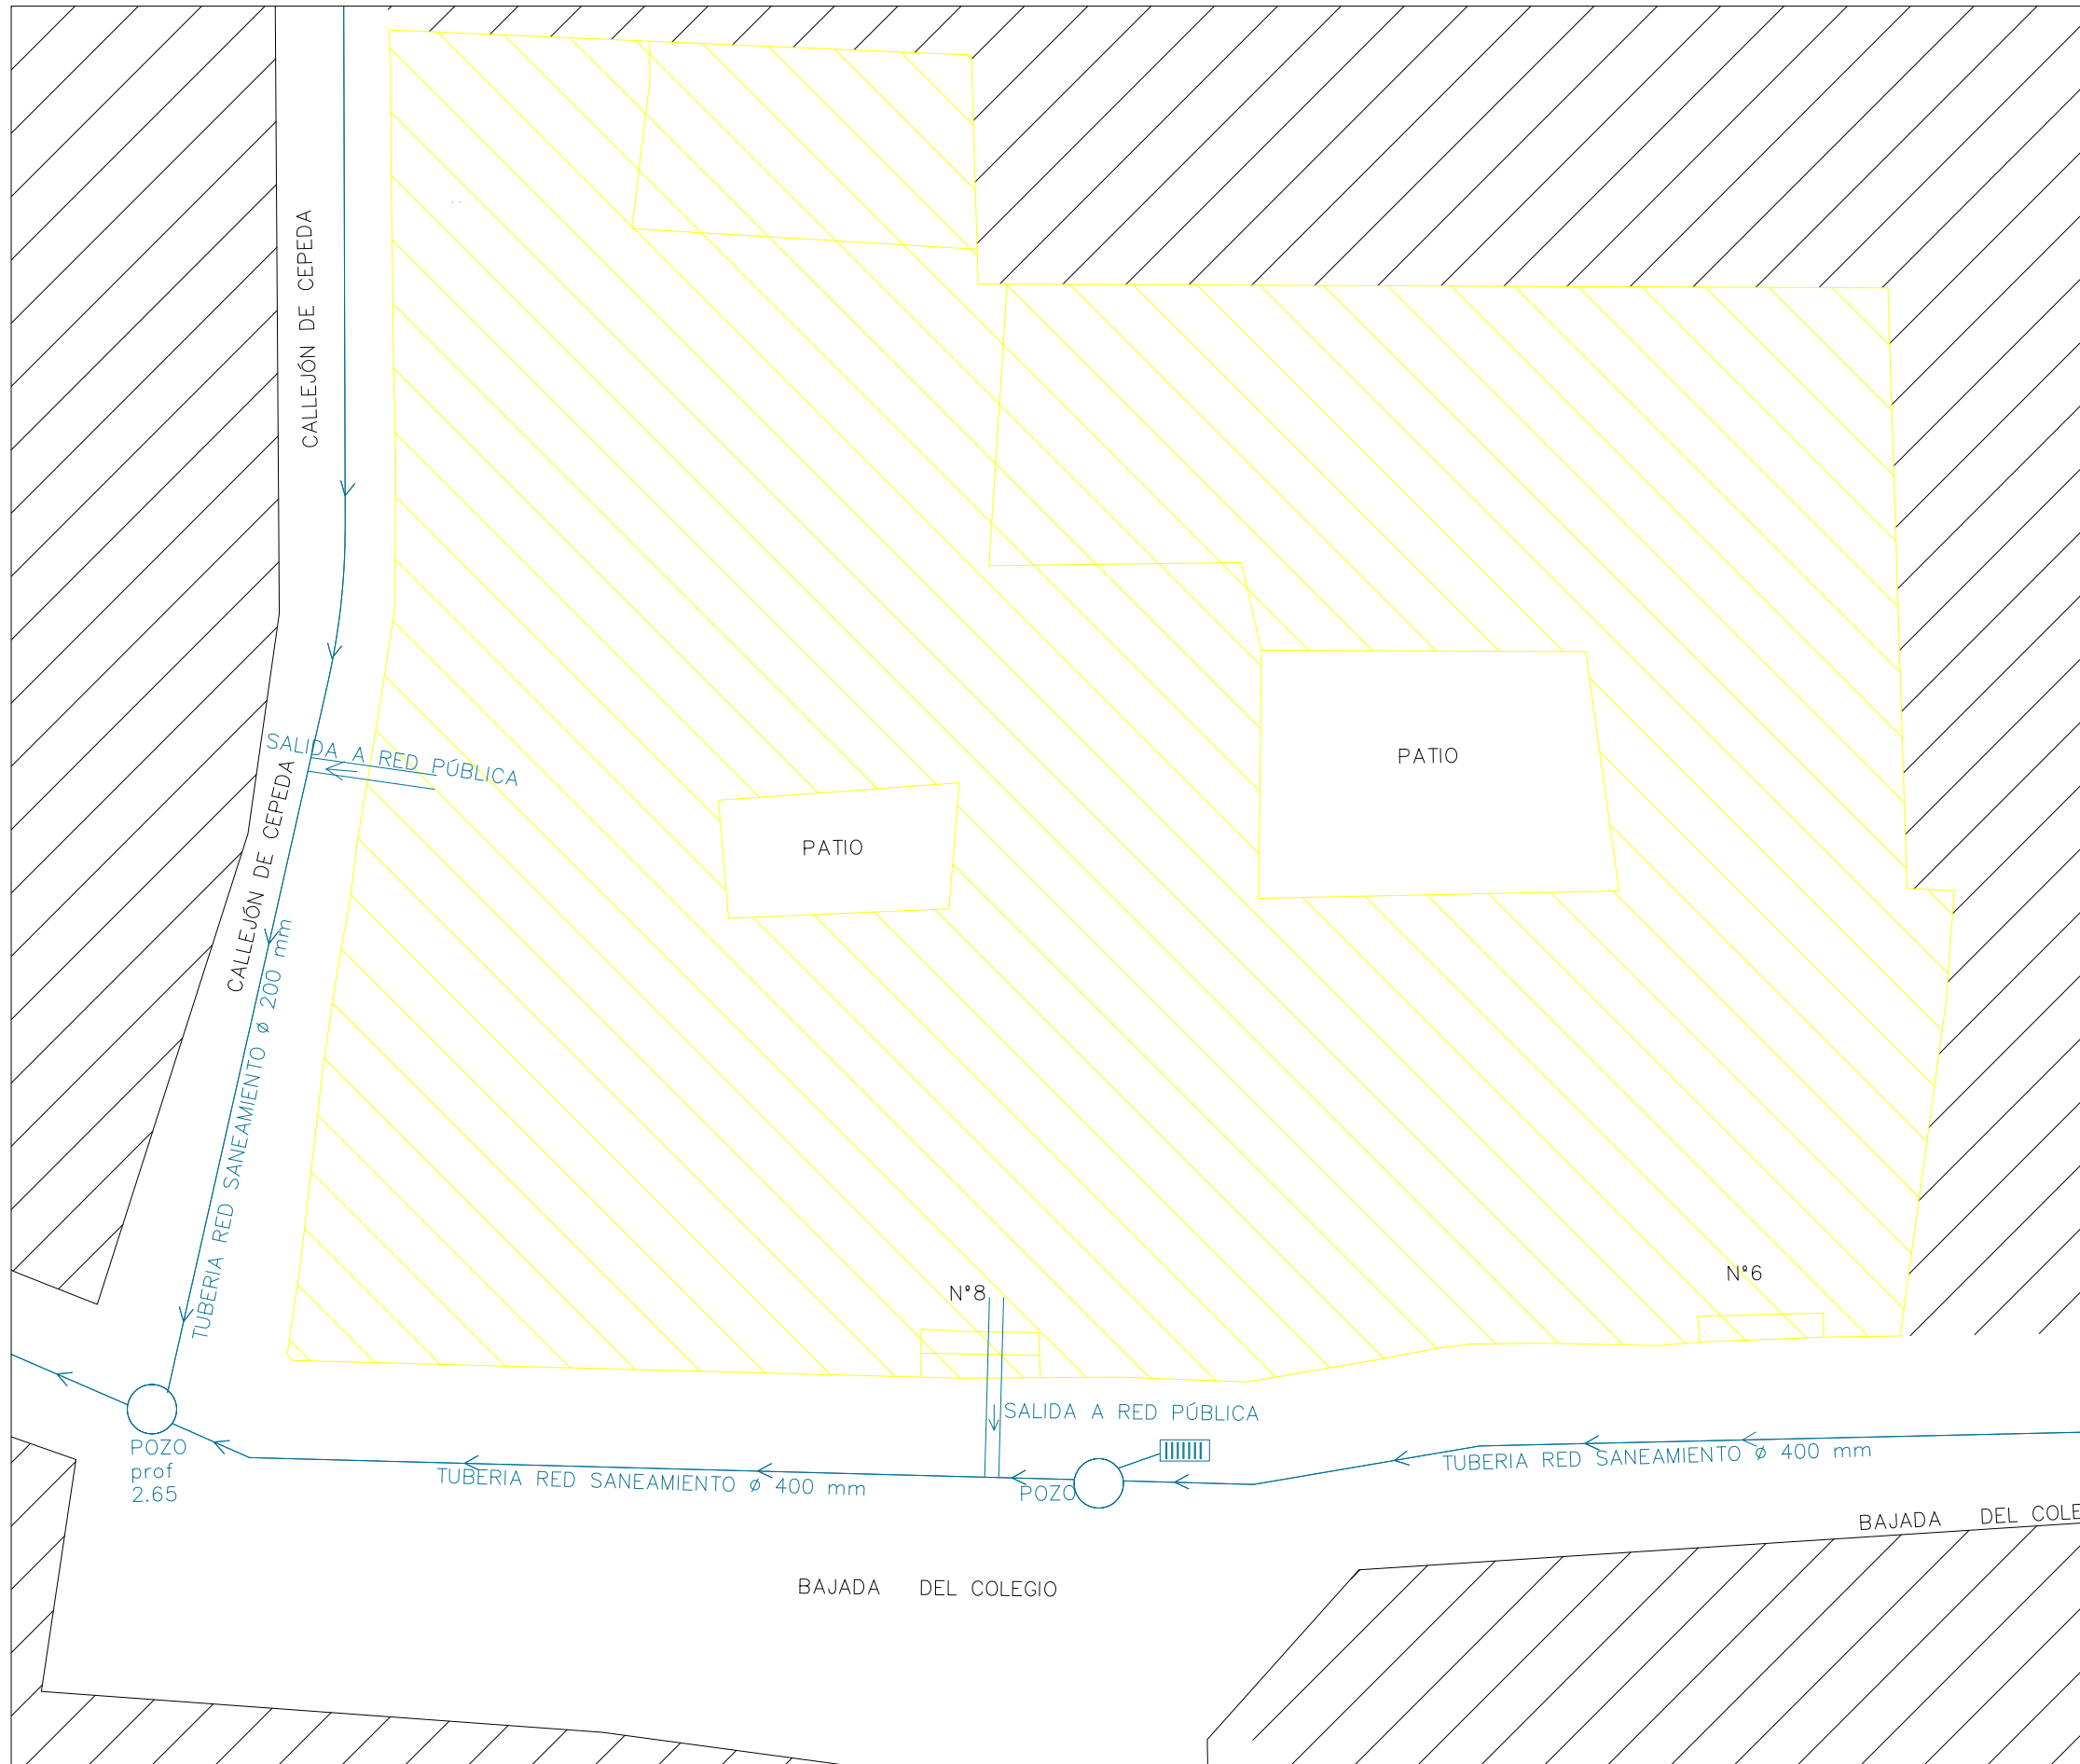 CALLEJÓN DE CEPEDA
SALIDA A RED PÚBLICA
CALLEJÓN DE CEPEDA
PATIO
PATIO
TUBERIA RED SANEAMIENTO ø 200 mm
N°8
N°6
SALIDA A RED PÚBLICA
POZO
prof
2.65
TUBERIA RED SANEAMIENTO ø 400 mm
POZO
TUBERIA RED SANEAMIENTO ø 400 mm
BAJADA DEL COLE
BAJADA DEL COLEGIO